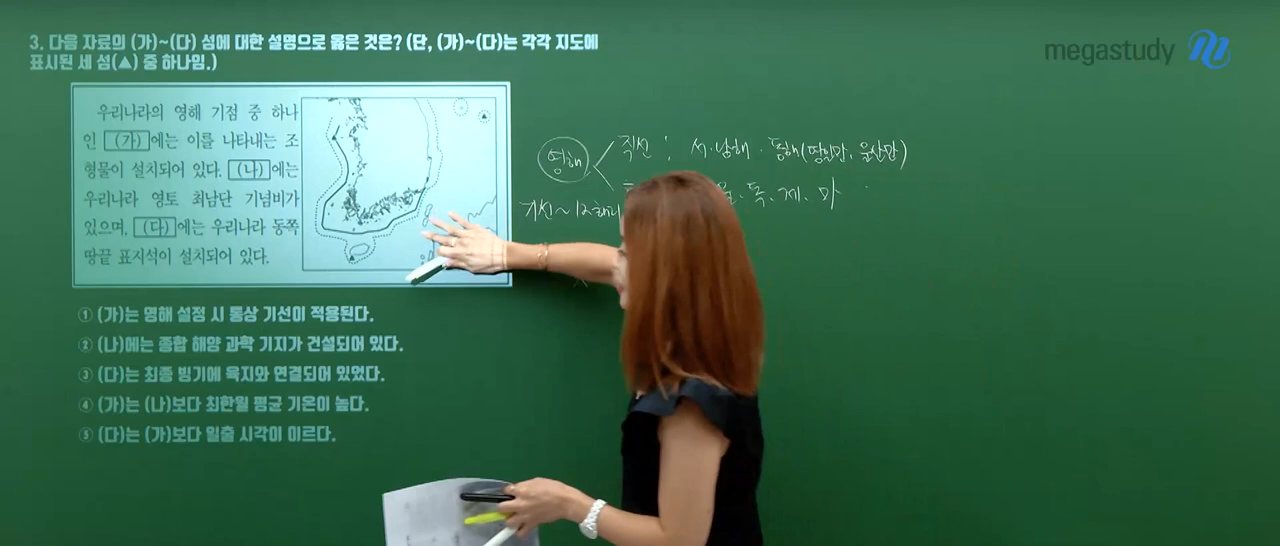 3. 다음 자료의 (가)~(다) 섬에 대한 설명으로 옳은 것은? (단, (가)~(다)는 각각 지도에
표시된 세 섬(▲) 중 하나임.)
megastudy
우리나라의 영해 기점 중 하나
인 (가)에는 이를 나타내는 조
형물이 설치되어 있다. (나)에는
우리나라 영토 최남단 기념비가
있으며, (다)에는 우리나라 동쪽
땅끝 표지석이 설치되어 있다.
① (가)는 영해 설정 시 통상 기선이 적용된다.
② (나)에는 종합 해양 과학 기지가 건설되어 있다.
③ (다)는 최종 빙기에 육지와 연결되어 있었다.
④ (가)는 (나)보다 최한월 평균 기온이 높다.
⑤ (다)는 (가)보다 일출 시각이 이르다.
영해
직선 : 서·남해·동해(영일만, 울산만)
독, 제, 마
기선~12해리